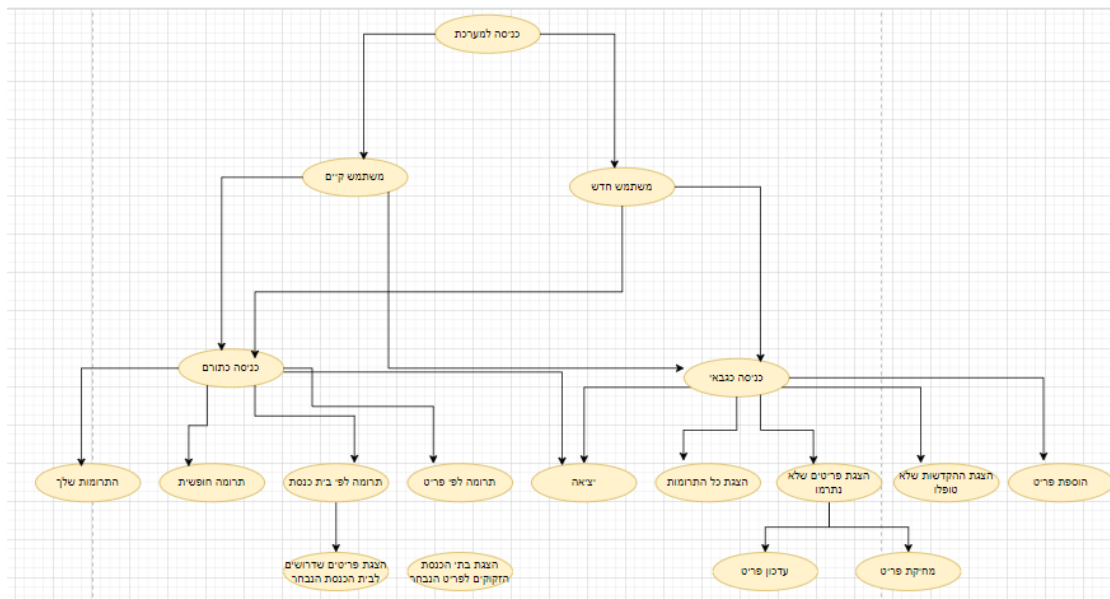 כניסה למערכת
משתמש חדש
משתמש קיים
כניסה כגבאי
כניסה כתורם
הוספת פריט
הצגת ההקדשות שלא
טופלו
הצגת פריטים שלא
נתרמו
הצגת כל התרומות
יציאה
תרומה לפי פריט
תרומה לפי בית כנסת
תרומה חופשית
התרומות שלך
מחיקת פריט
עדכון פריט
הצגת בתי הכנסת
הזקוקים לפריט הנבחר
הצגת פריטים שדרושים
לבית הכנסת הנבחר